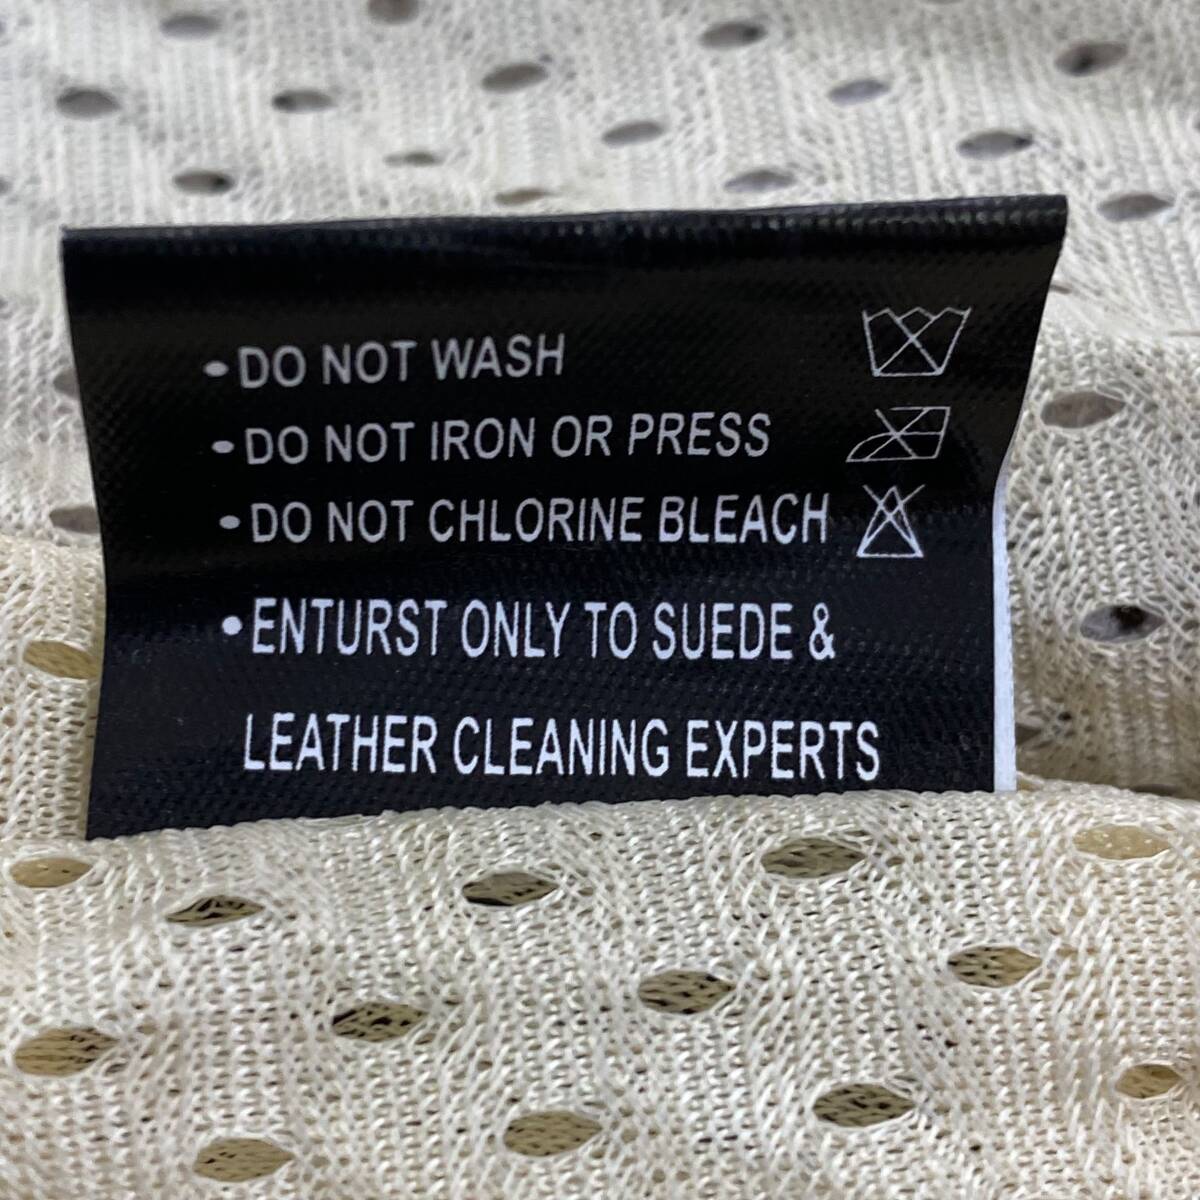 • DO NOT WASH
• DO NOT IRON OR PRESS
• DO NOT CHLORINE BLEACH
• ENTURST ONLY TO SUEDE &
LEATHER CLEANING EXPERTS